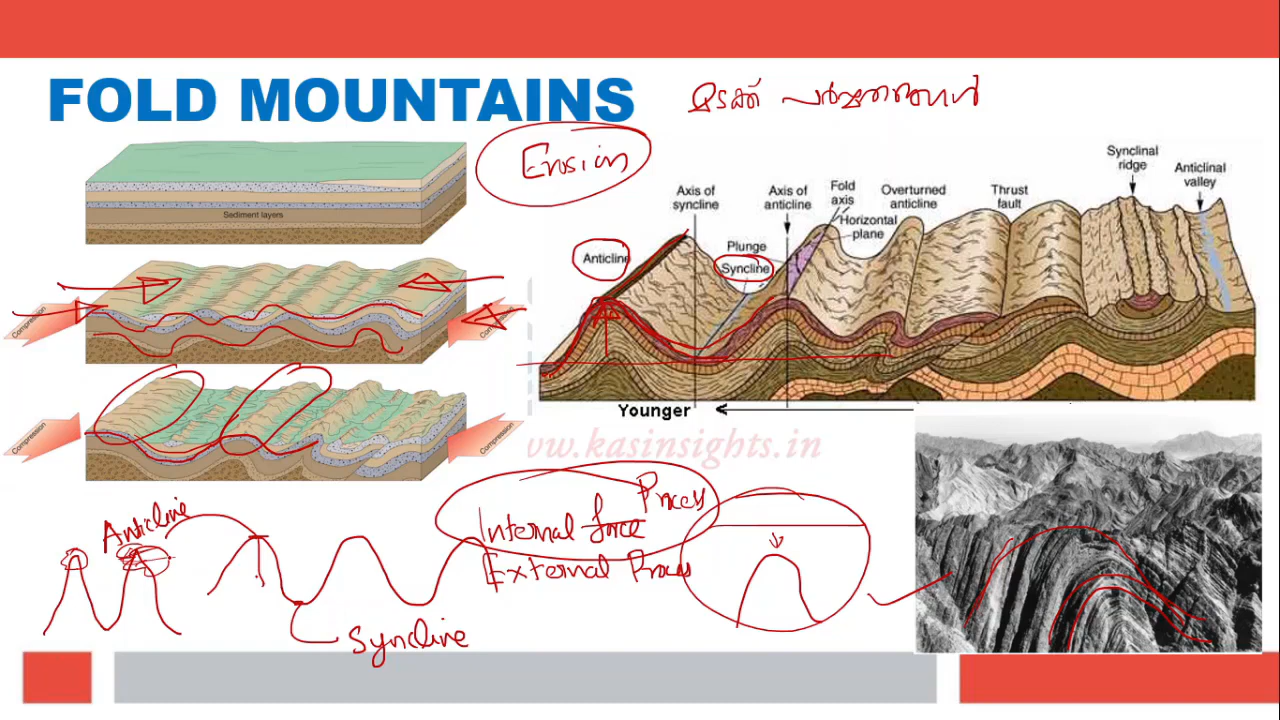 FOLD MOUNTAINS
മടക്ക് പർവ്വതങ്ങൾ
Erosion
Sediment layers
Compression
Compression
Compression
Compression
Axis of
syncline
Axis of
anticline
Fold
axis
Horizontal
plane
Overturned
anticline
Thrust
fault
Synclinal
ridge
Anticlinal
valley
Anticline
Plunge
Syncline
Younger
vw.kasinsights.in
Anticline
Internal force Process
External Process
Syncline